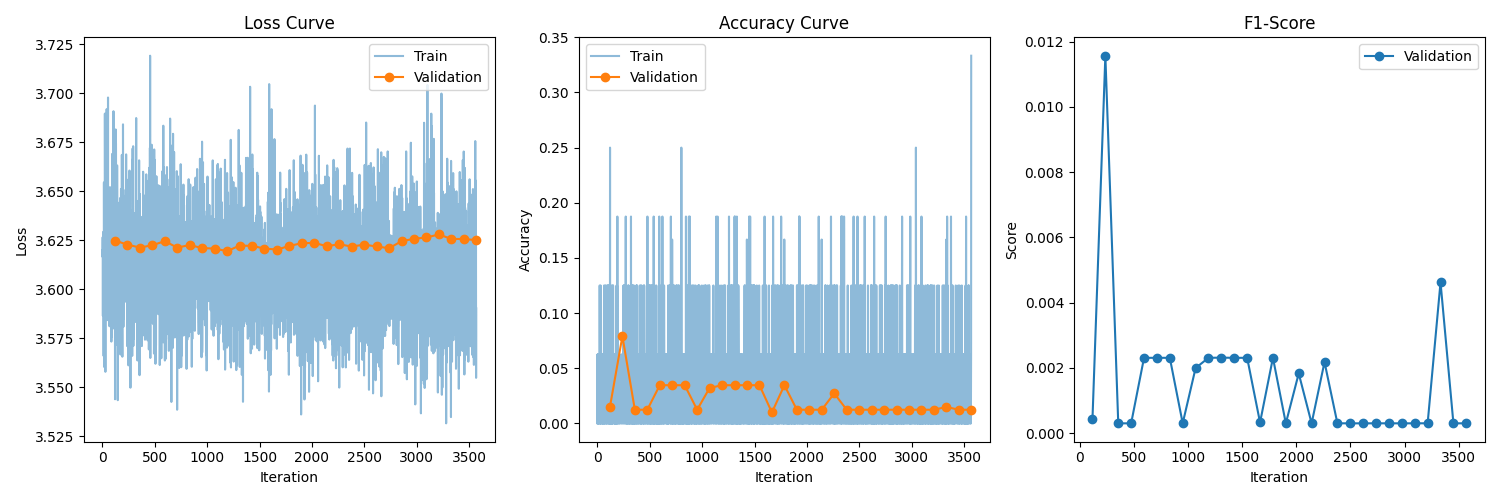 Loss Curve
3.725
3.700
3.675
3.650
3.625
3.600
3.575
3.550
3.525
Loss
Train
Validation
0 500 1000 1500 2000 2500 3000 3500
Iteration
Accuracy Curve
0.35
0.30
0.25
0.20
0.15
0.10
0.05
0.00
Accuracy
Train
Validation
0 500 1000 1500 2000 2500 3000 3500
Iteration
F1-Score
0.012
0.010
0.008
0.006
0.004
0.002
0.000
Score
Validation
0 500 1000 1500 2000 2500 3000 3500
Iteration